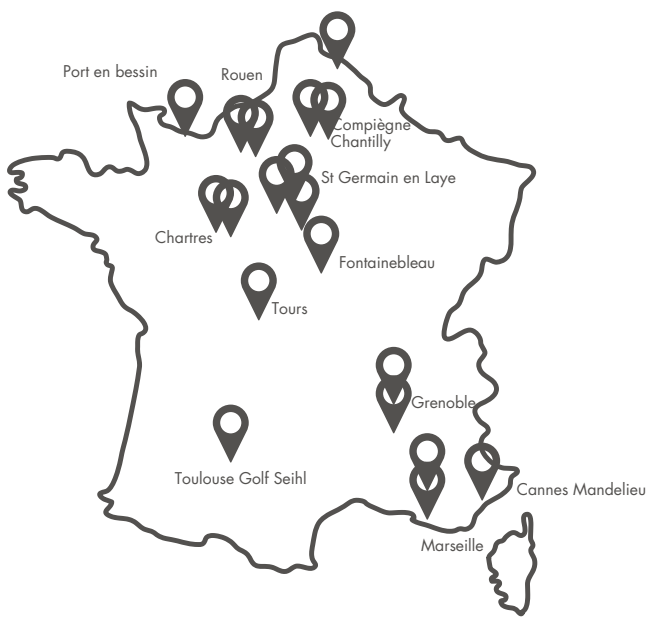 Port en bessin
Rouen
Compiègne
Chantilly
St Germain en Laye
Chartres
Fontainebleau
Tours
Grenoble
Toulouse Golf Seihl
Cannes Mandelieu
Marseille